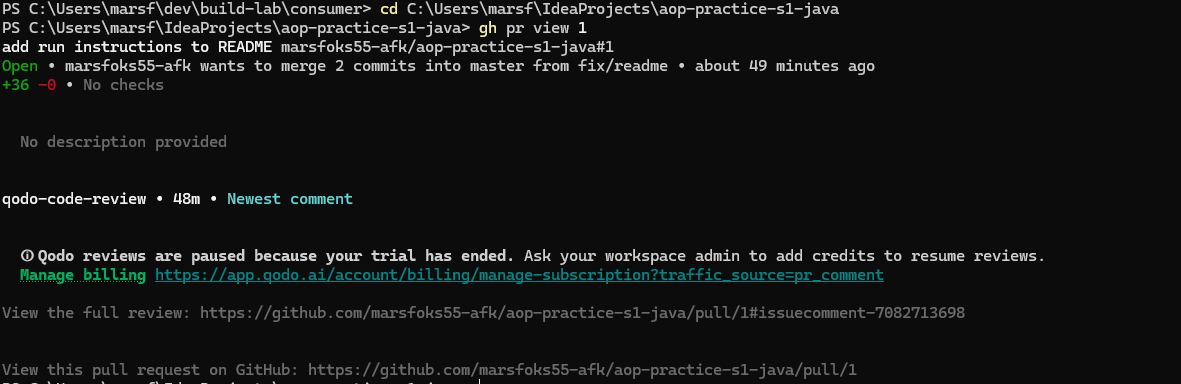 PS C:\Users\marsf\dev\build-lab\consumer> cd C:\Users\marsf\IdeaProjects\aop-practice-s1-java
PS C:\Users\marsf\IdeaProjects\aop-practice-s1-java> gh pr view 1
add run instructions to README marsfoks55-afk/aop-practice-s1-java#1
Open • marsfoks55-afk wants to merge 2 commits into master from fix/readme • about 49 minutes ago
+36 -0 • No checks
No description provided
qodo-code-review • 48m • Newest comment
ⓘ Qodo reviews are paused because your trial has ended. Ask your workspace admin to add credits to resume reviews.
Manage billing https://app.qodo.ai/account/billing/manage-subscription?traffic_source=pr_comment
View the full review: https://github.com/marsfoks55-afk/aop-practice-s1-java/pull/1#issuecomment-7082713698
View this pull request on GitHub: https://github.com/marsfoks55-afk/aop-practice-s1-java/pull/1